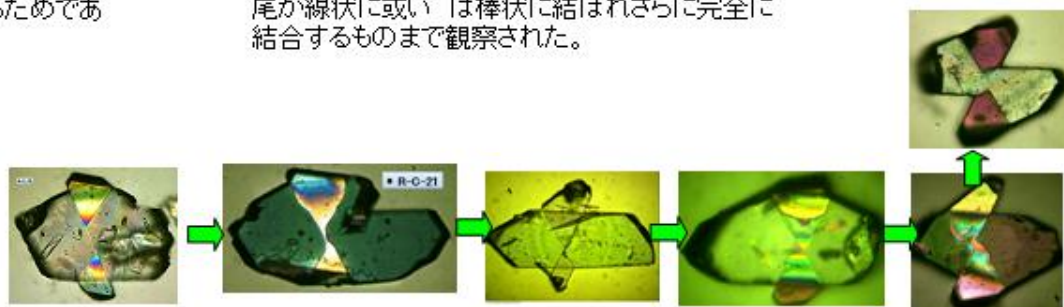 るためであ
尾が線状に或い は棒状に結ばれさらに完全に
結合するものまで観察された。
• R-C-21